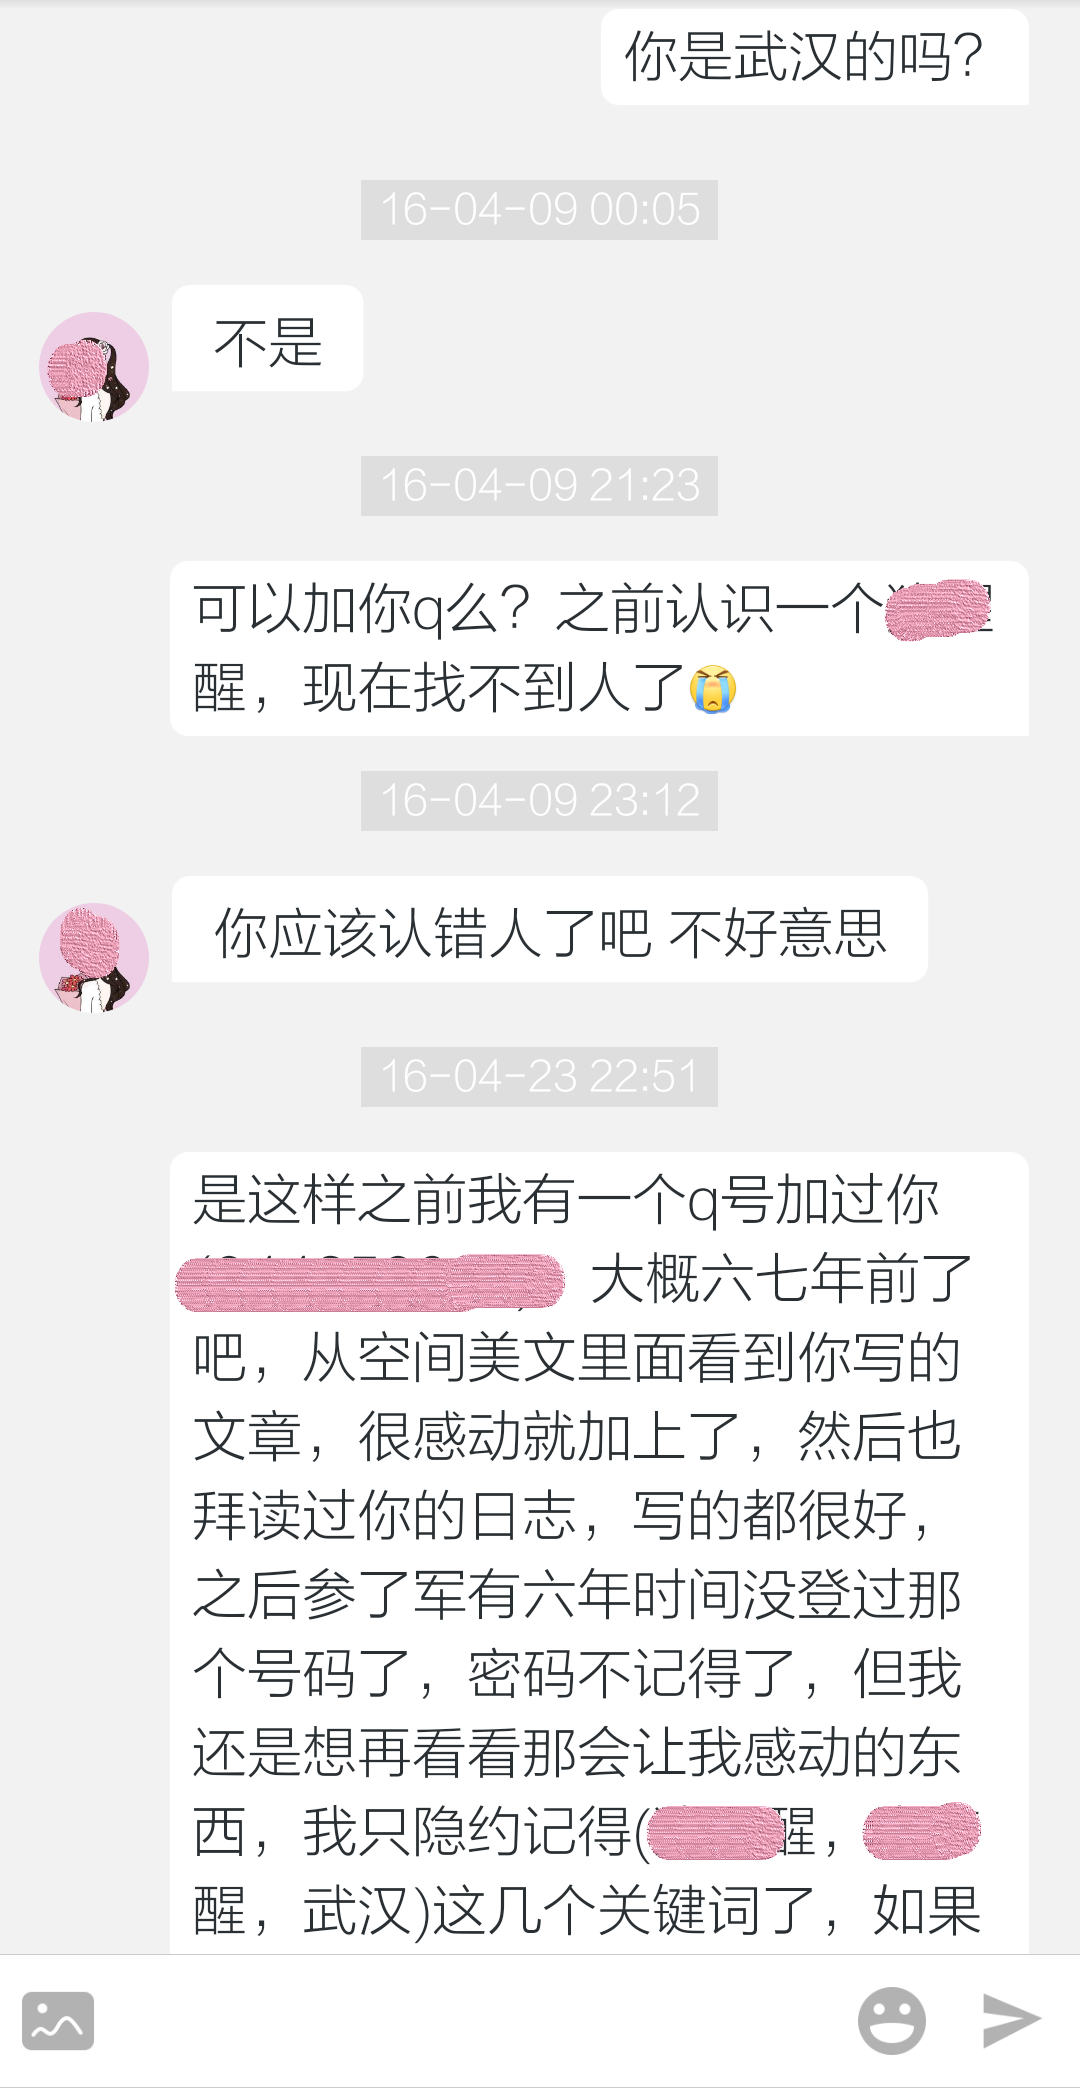 你是武汉的吗？
16-04-09 00:05
不是
16-04-09 21:23
可以加你q么？之前认识一个
醒，现在找不到人了😭
16-04-09 23:12
你应该认错人了吧 不好意思
16-04-23 22:51
是这样之前我有一个q号加过你
大概六七年前了
吧，从空间美文里面看到你写的
文章，很感动就加上了，然后也
拜读过你的日志，写的都很好，
之后参了军有六年时间没登过那
个号码了，密码不记得了，但我
还是想再看看那会让我感动的东
西，我只隐约记得(醒，
醒，武汉)这几个关键词了，如果